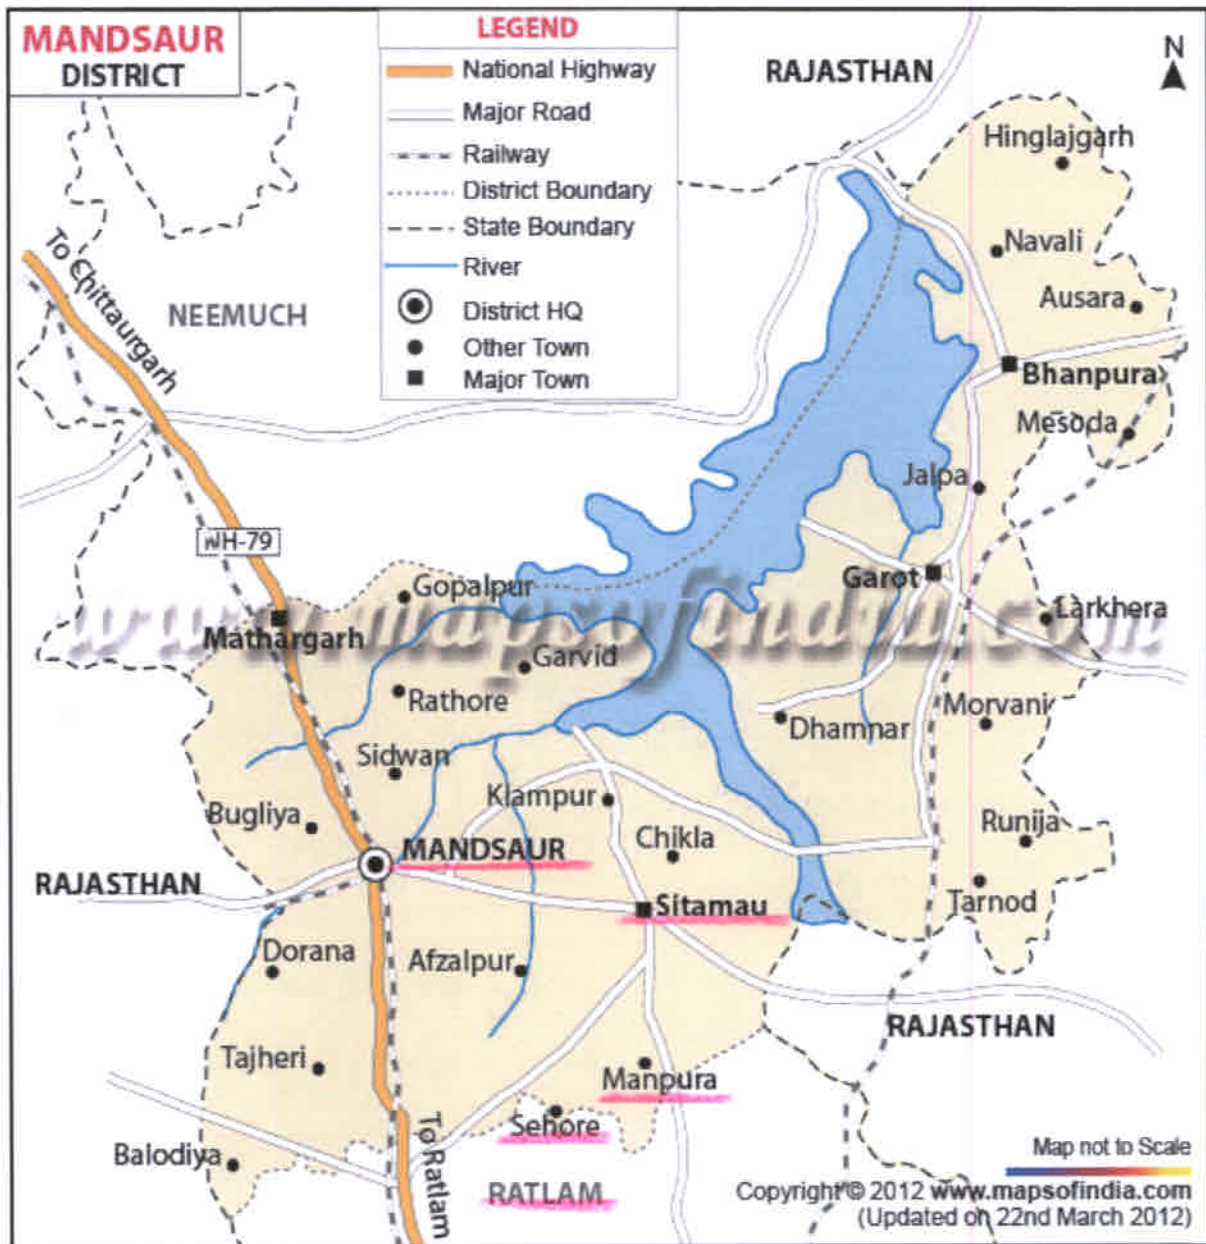 MANDSAUR
DISTRICT
LEGEND
National Highway
Major Road
Railway
District Boundary
State Boundary
River
District HQ
Other Town
Major Town
RAJASTHAN
N
Hinglajgarh
Navali
Ausara
To Chittaurgarh
NEEMUCH
Bhanpura
Mesoda
Jalpa
NH-79
Gopalpur
Garot
www.mapsofindia.com
Larkhera
Mathargarh
Garvid
Rathore
Morvani
Dhamnar
Sidwan
Klampur
Bugliya
Chikla
Runija
MANDSAUR
RAJASTHAN
Sitamau
Tarnod
Dorana
Afzalpur
RAJASTHAN
Tajheri
Manpura
Sehore
To Ratlam
Balodiya
RATLAM
Map not to Scale
Copyright © 2012 www.mapsofindia.com
(Updated on 22nd March 2012)